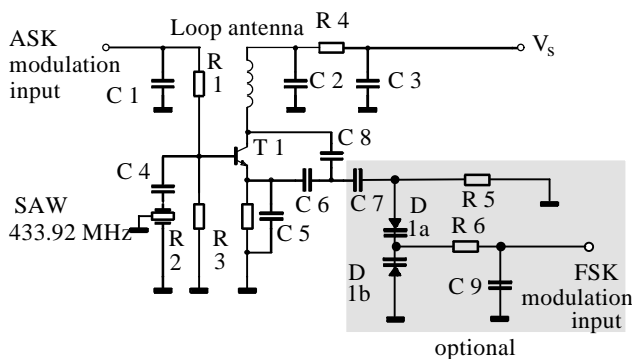 Loop antenna
R 4
ASK
modulation
input
V_s
R
1
C 1
C 2
C 3
C 8
T 1
C 4
C 6
C 7
R 5
SAW
433.92 MHz
R
2
R
3
C 5
D
1a
R 6
D
1b
C 9
FSK
modulation
input
optional